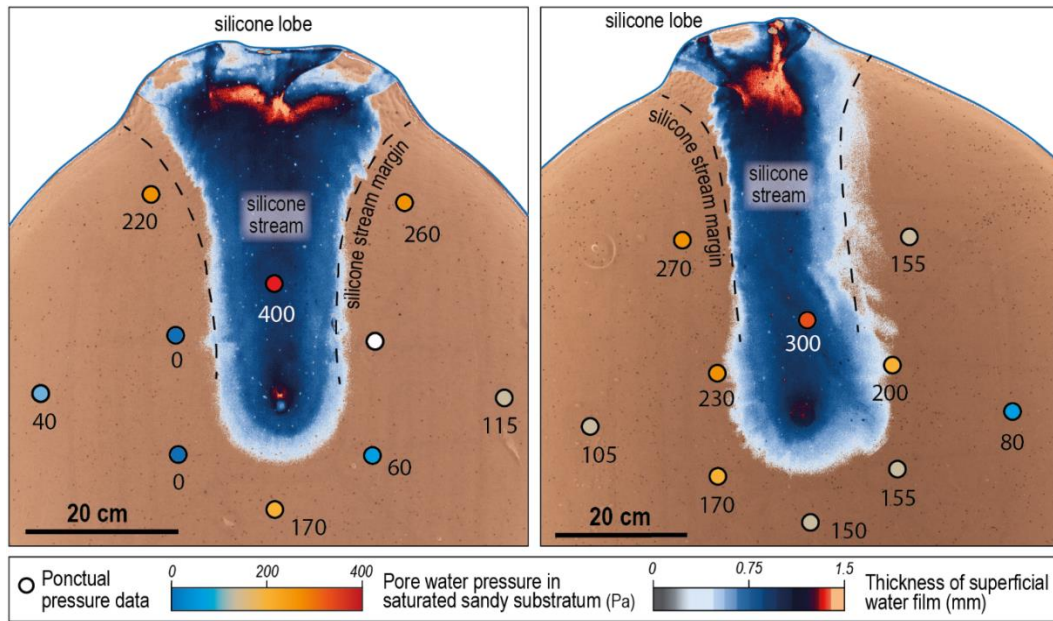 silicone lobe
220
260
silicone stream margin
silicone
stream
400
0
40
115
0
60
170
20 cm
silicone lobe
silicone stream margin
silicone
stream
270
155
300
230
200
105
80
170
155
150
20 cm
Ponctual
pressure data
0 200 400
Pore water pressure in
saturated sandy substratum (Pa)
0 0.75 1.5
Thickness of superficial
water film (mm)